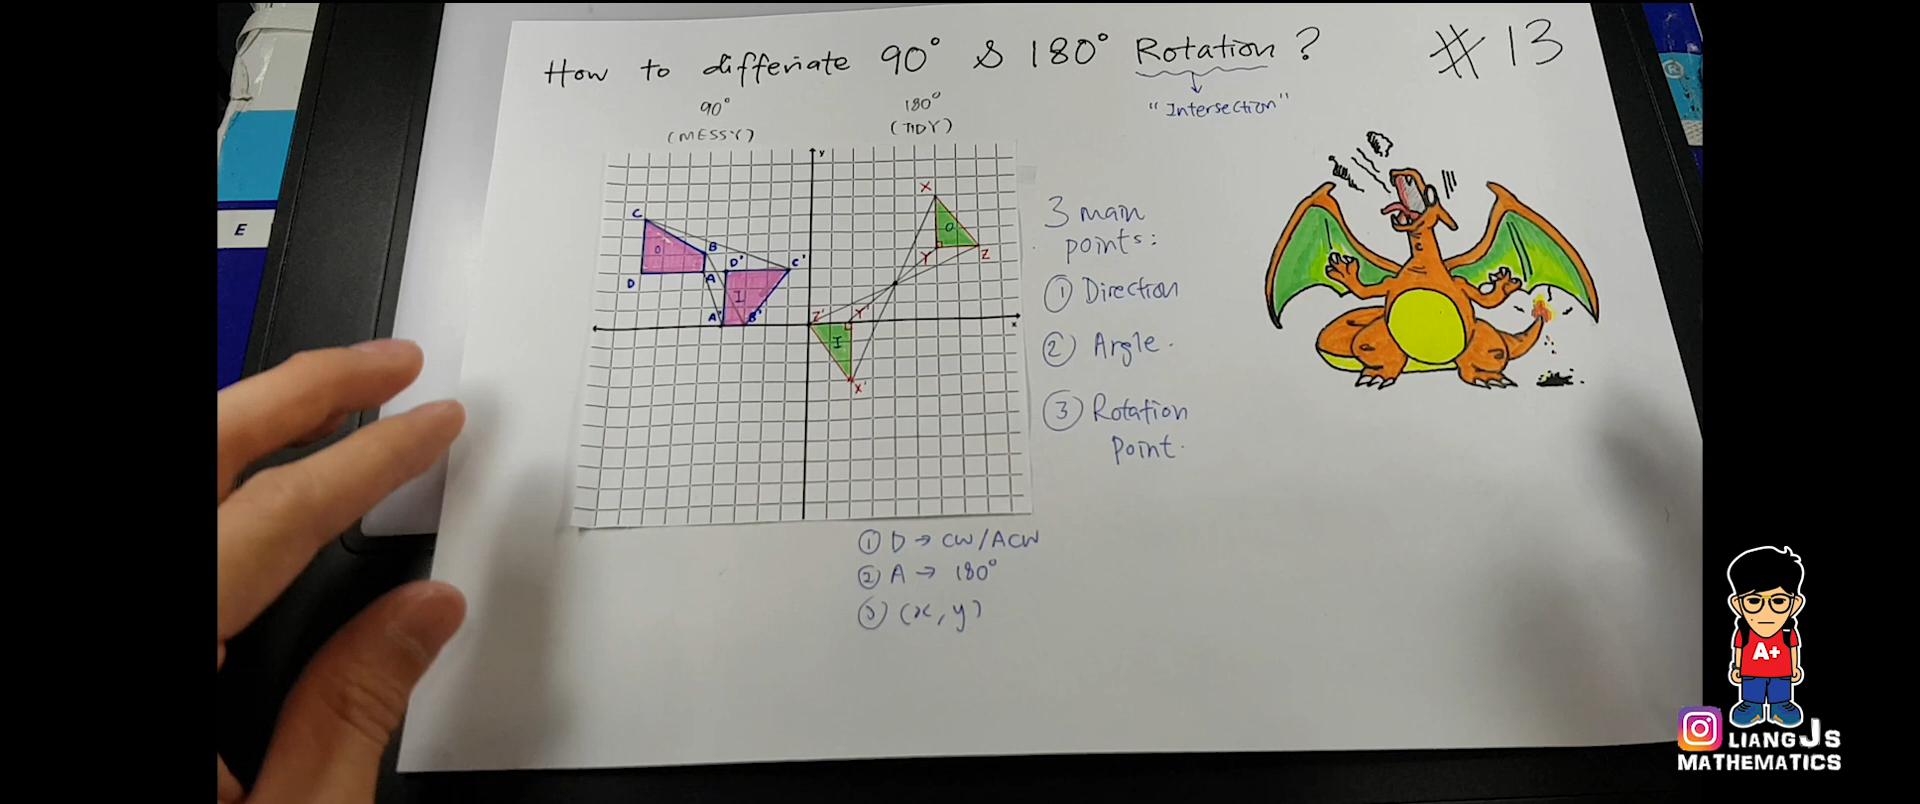 How to differiate 90° & 180° Rotation ?
# 13
"Intersection"
90°
(MESSY)
180°
(TIDY)
y
x
C
O
B
D
A
D'
C'
I
A'
B'
X
O
Y
Z
Z'
Y'
I
X'
3 main
points:
① Direction
② Angle.
③ Rotation
Point.
① D → CW/ACW
② A → 180°
③ (x, y)
E
®
A+
LIANGJS
MATHEMATICS